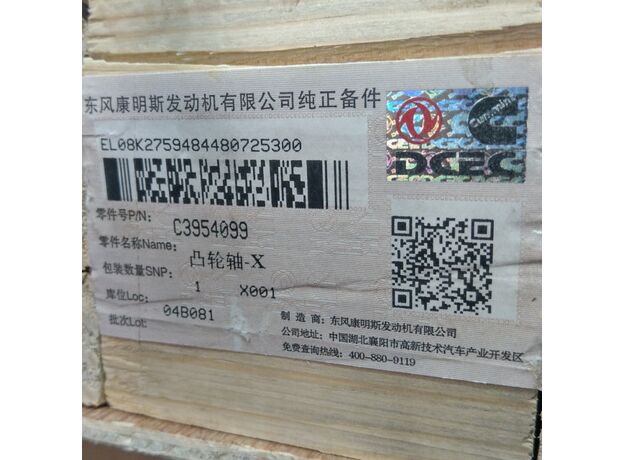 东风康明斯发动机有限公司纯正备件
EL08K2759484480725300
DCEC
零件号P/N: C3954099
零件名称Name: 凸轮轴-X
包装数量SNP: 1 X001
库位Loc: 04B081
批次Lot:
制 造 商: 东风康明斯发动机有限公司
公司地址: 中国湖北襄阳市高新技术汽车产业开发区
免费查询热线: 400-880-9119